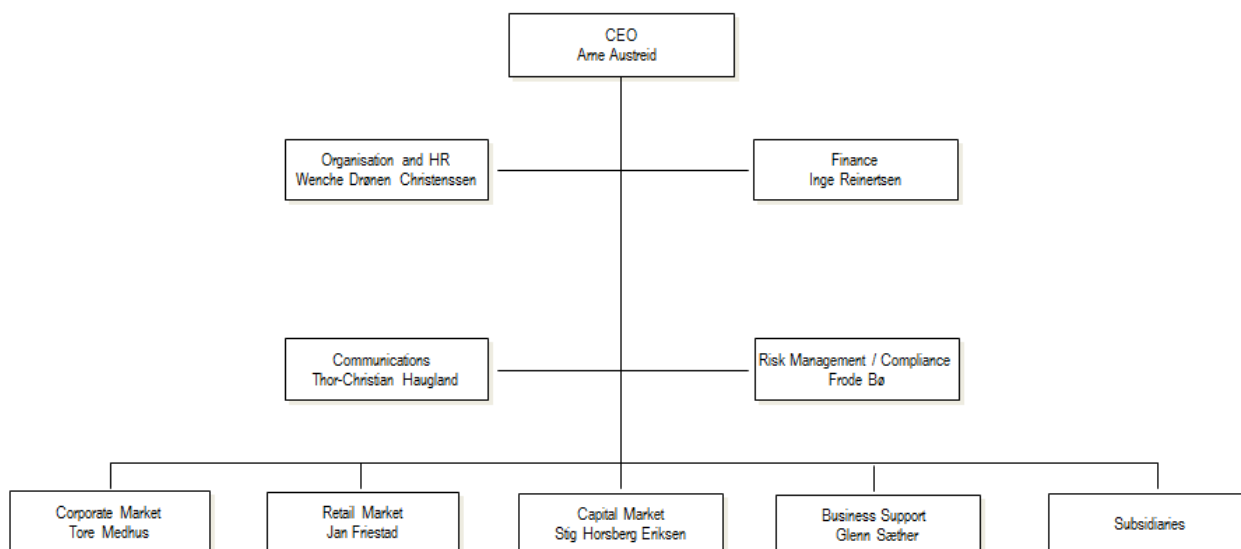 CEO
Arne Austreid
Organisation and HR
Wenche Drønen Christenssen
Finance
Inge Reinertsen
Communications
Thor-Christian Haugland
Risk Management / Compliance
Frode Bø
Corporate Market
Tore Medhus
Retail Market
Jan Friestad
Capital Market
Stig Horsberg Eriksen
Business Support
Glenn Sæther
Subsidiaries